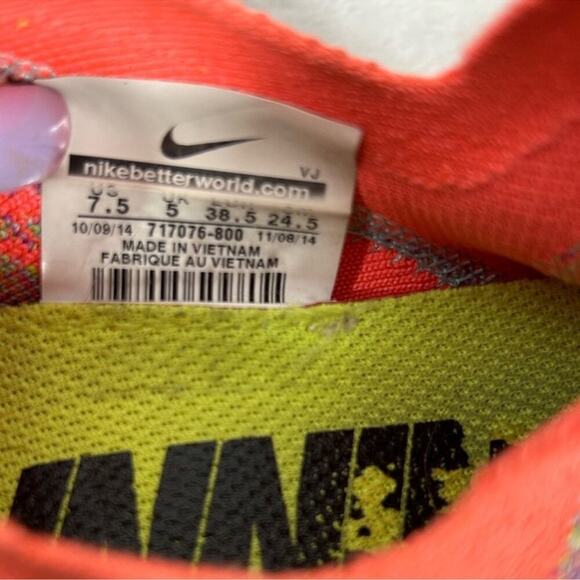 VJ
nikebetterworld.com
US UK EUR
7.5 5 38.5 24.5
10/09/14 717076-800 11/08/14
MADE IN VIETNAM
FABRIQUE AU VIETNAM